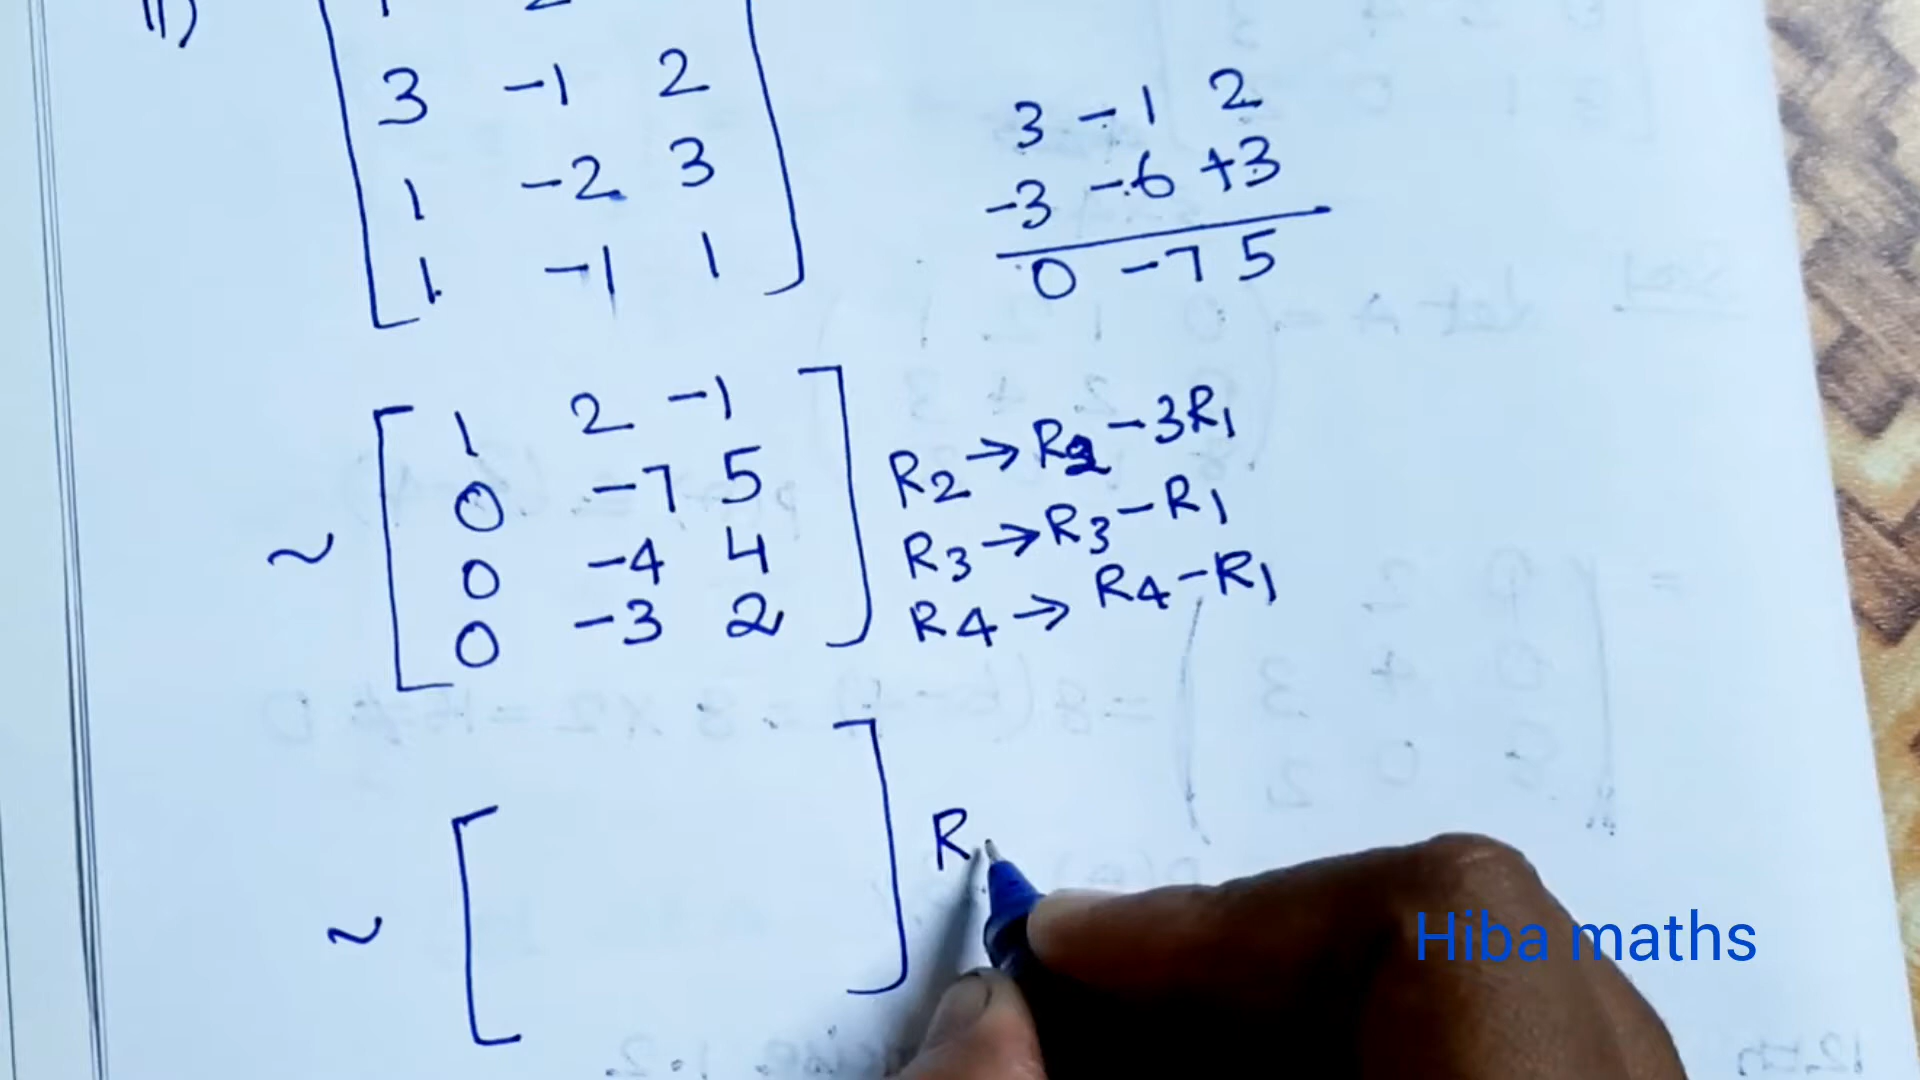 11)
3 -1 2
1 -2 3
1 -1 1
3 -1 2
-3 -6 +3
0 -7 5
~ 1 2 -1
0 -7 5
0 -4 4
0 -3 2
R2 → R2 - 3R1
R3 → R3 - R1
R4 → R4 - R1
~ [ ] R
Hiba maths